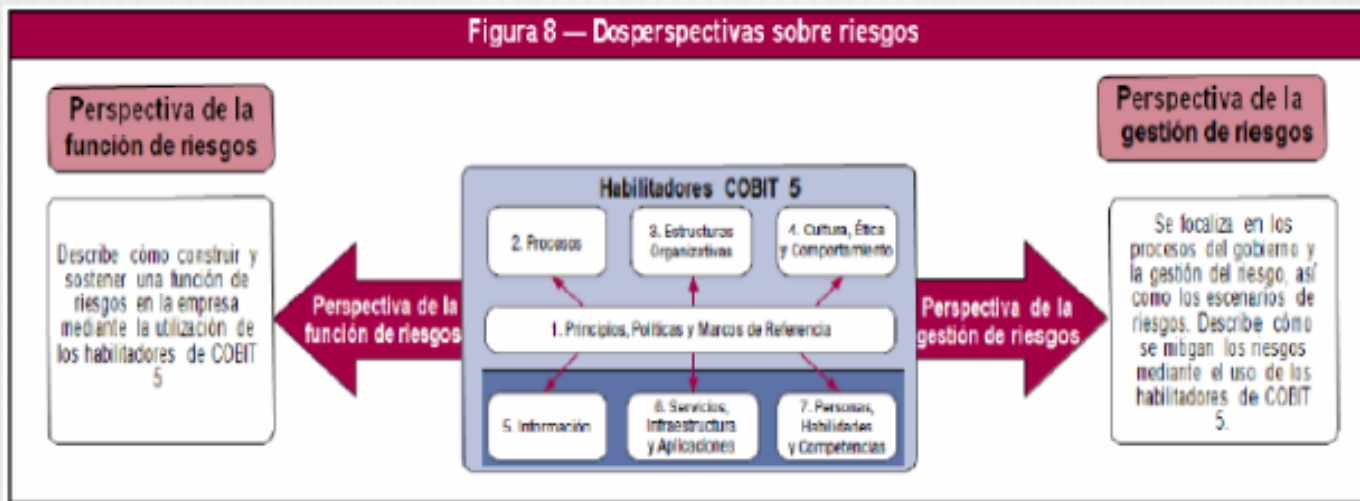 Figura 8 — Dosperspectivas sobre riesgos
Perspectiva de la
función de riesgos
Describe cómo construir y
sostener una función de
riesgos en la empresa
mediante la utilización de
los habilitadores de COBIT
5
Perspectiva de la
función de riesgos
Habilitadores COBIT 5
2. Procesos
3. Estructuras
Organizativas
4. Cultura, Ética
y Comportamiento
1. Principios, Políticas y Marcos de Referencia
5. Información
6. Servicios,
Infraestructura
y Aplicaciones
7. Personas,
Habilidades
y Competencias
Perspectiva de la
gestión de riesgos
Perspectiva de la
gestión de riesgos
Se focaliza en los
procesos del gobierno y
la gestión del riesgo, así
como los escenarios de
riesgos. Describe cómo
se mitigan los riesgos
mediante el uso de los
habilitadores de COBIT
5.